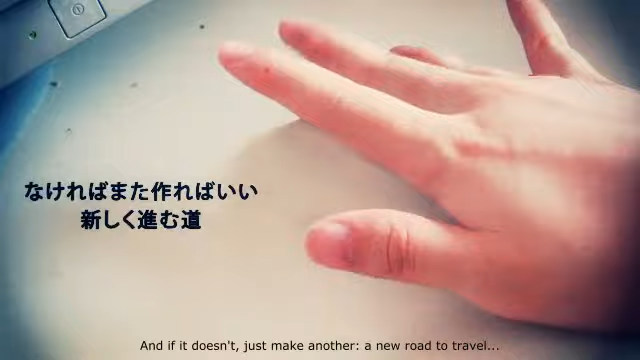 なければまた作ればいい
新しく進む道
And if it doesn't, just make another: a new road to travel...